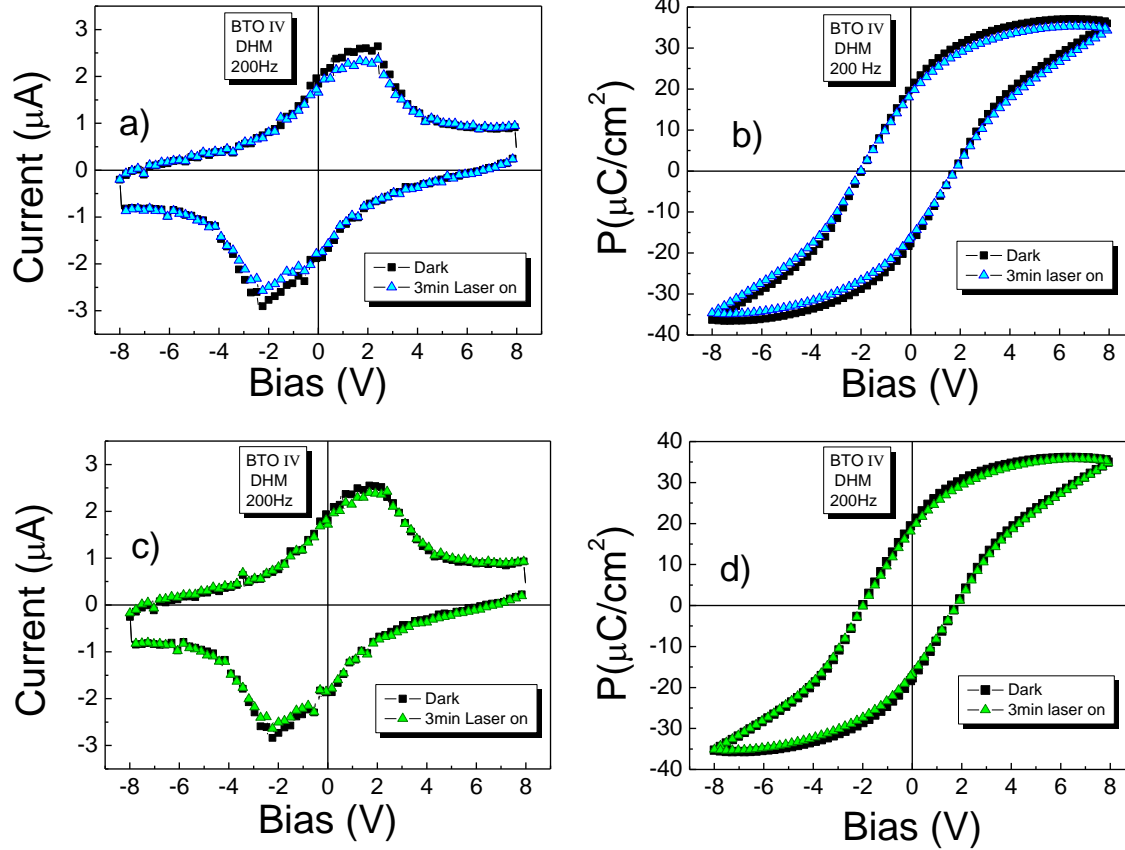 BTO IV
DHM
200Hz
a)
Current (μA)
3
2
1
0
-1
-2
-3
Dark
3min Laser on
-8 -6 -4 -2 0 2 4 6 8
Bias (V)
BTO IV
DHM
200 Hz
b)
P(μC/cm²)
40
30
20
10
0
-10
-20
-30
-40
Dark
3min laser on
-8 -6 -4 -2 0 2 4 6 8
Bias (V)
BTO IV
DHM
200Hz
c)
Current (μA)
3
2
1
0
-1
-2
-3
Dark
3min Laser on
-8 -6 -4 -2 0 2 4 6 8
Bias (V)
BTO IV
DHM
200Hz
d)
P(μC/cm²)
40
30
20
10
0
-10
-20
-30
-40
Dark
3min laser on
-8 -6 -4 -2 0 2 4 6 8
Bias (V)